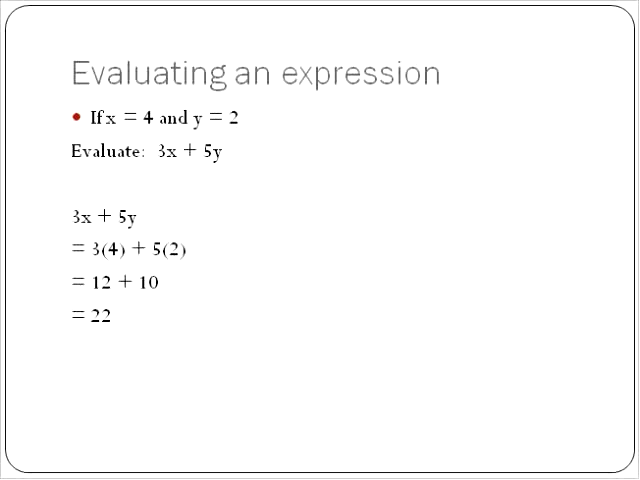 Evaluating an expression
• If x = 4 and y = 2
Evaluate: 3x + 5y
3x + 5y
= 3(4) + 5(2)
= 12 + 10
= 22